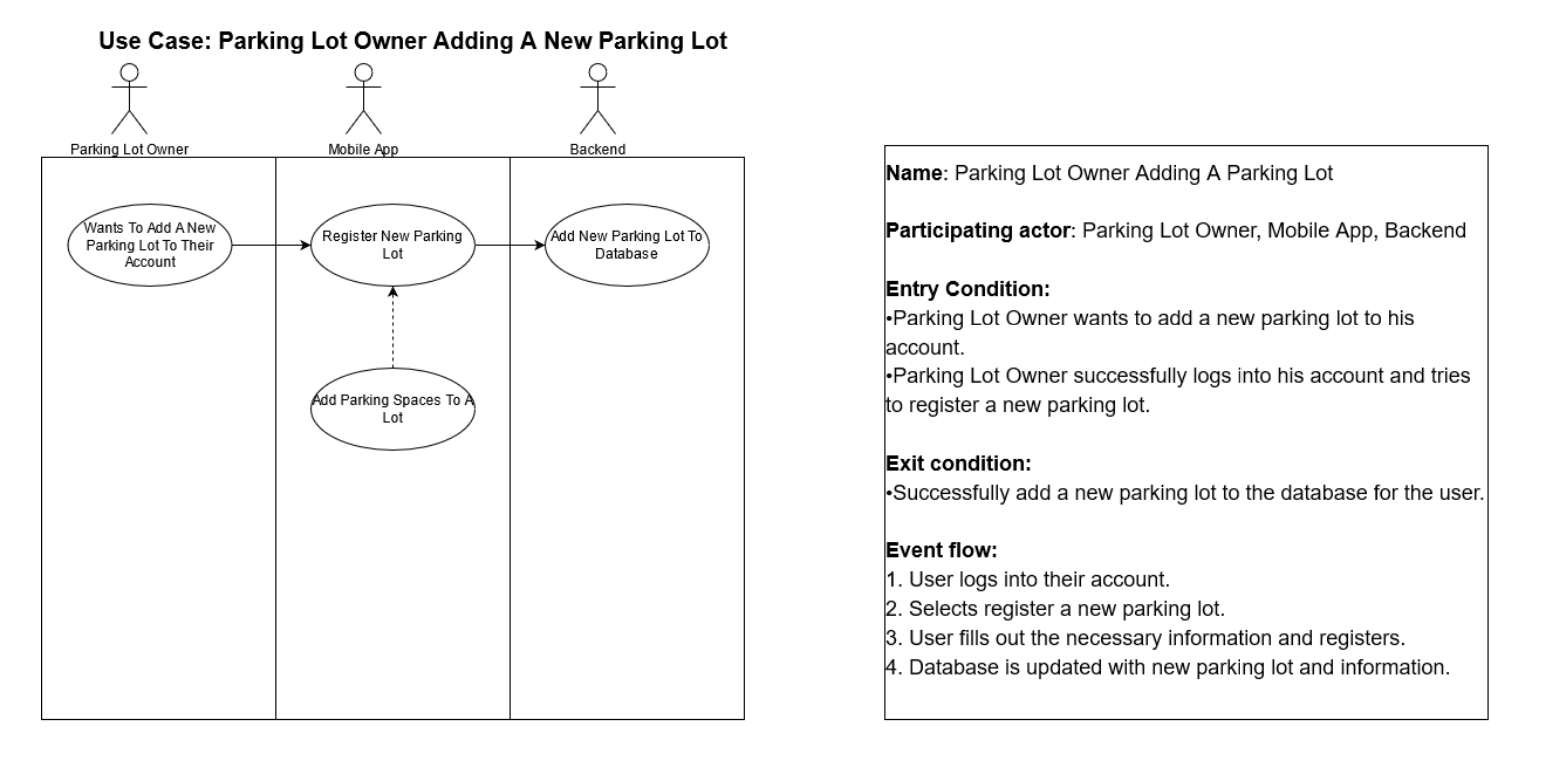 Use Case: Parking Lot Owner Adding A New Parking Lot
Parking Lot Owner
Mobile App
Backend
Wants To Add A New
Parking Lot To Their
Account
Register New Parking
Lot
Add New Parking Lot To
Database
Add Parking Spaces To A
Lot
Name: Parking Lot Owner Adding A Parking Lot
Participating actor: Parking Lot Owner, Mobile App, Backend
Entry Condition:
•Parking Lot Owner wants to add a new parking lot to his
account.
•Parking Lot Owner successfully logs into his account and tries
to register a new parking lot.
Exit condition:
•Successfully add a new parking lot to the database for the user.
Event flow:
1. User logs into their account.
2. Selects register a new parking lot.
3. User fills out the necessary information and registers.
4. Database is updated with new parking lot and information.